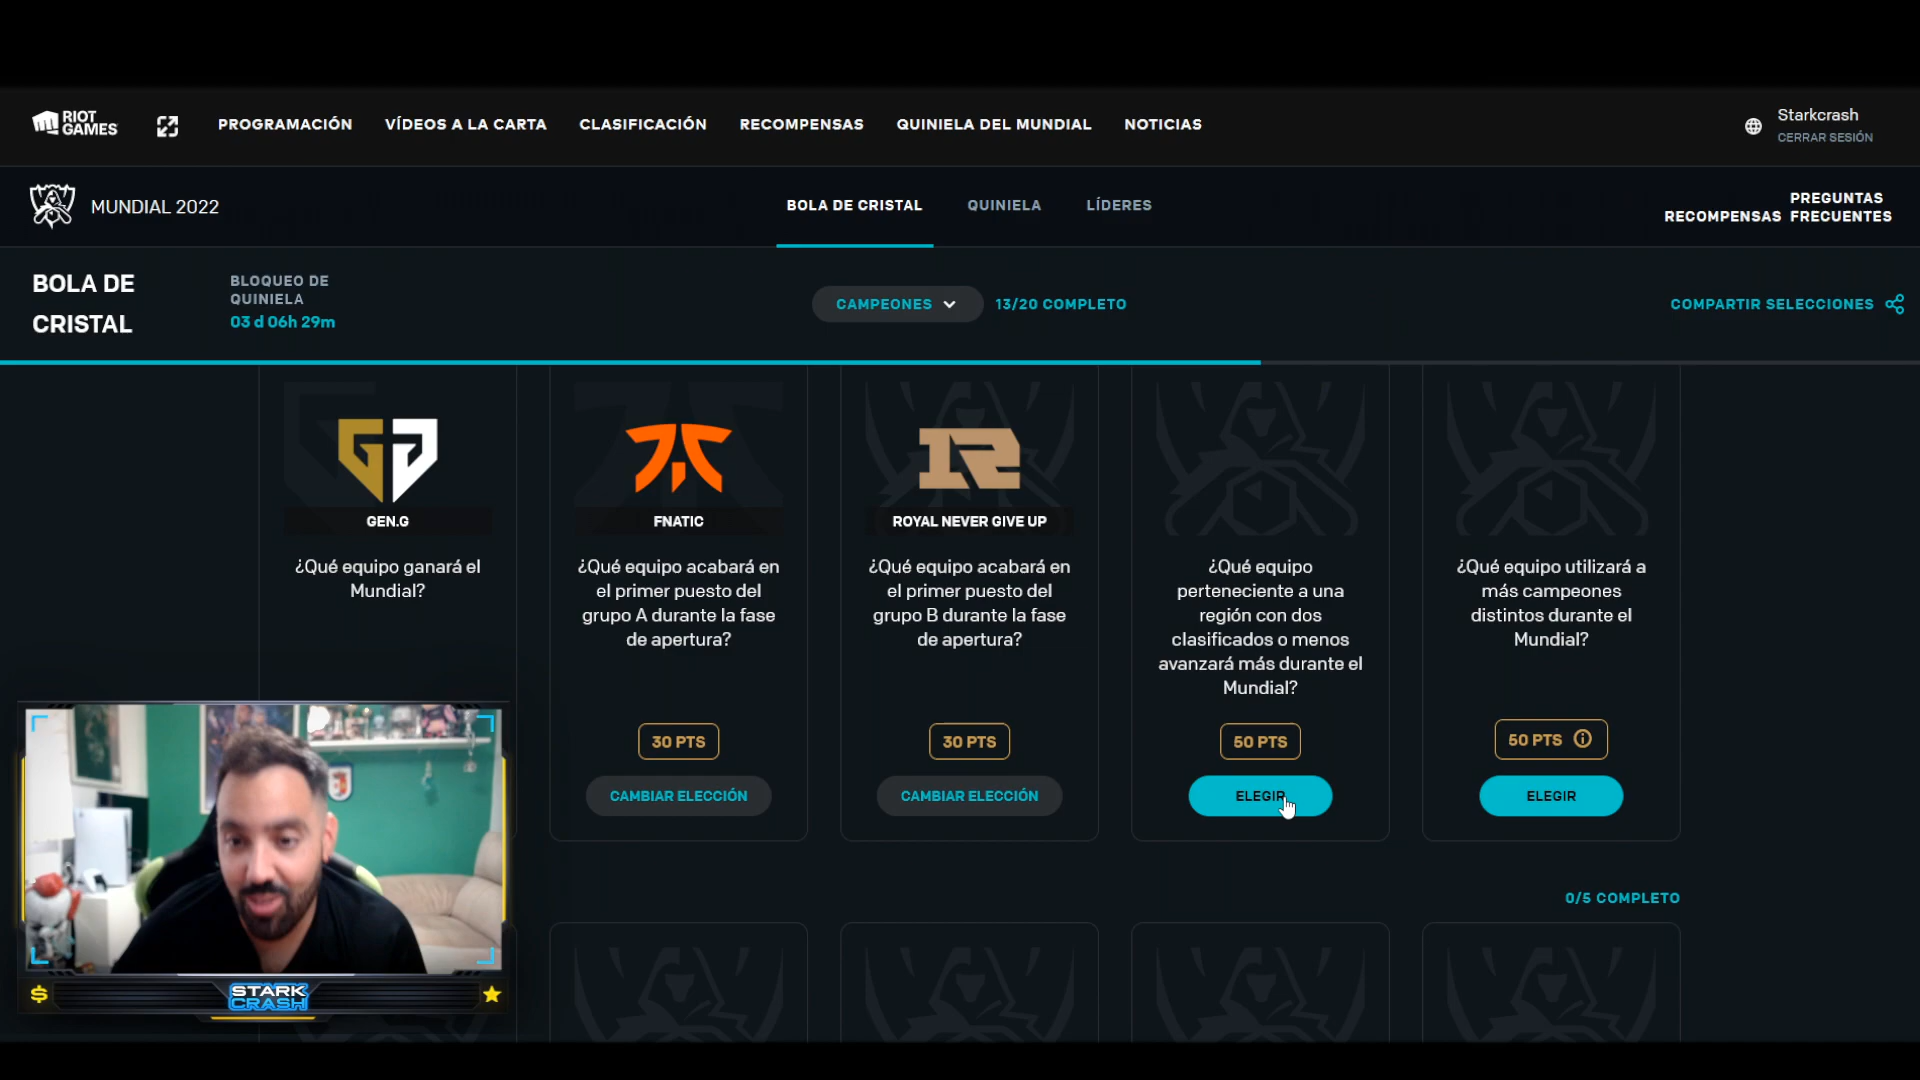 RIOT GAMES
PROGRAMACIÓN
VÍDEOS A LA CARTA
CLASIFICACIÓN
RECOMPENSAS
QUINIELA DEL MUNDIAL
NOTICIAS
Starkcrash
CERRAR SESIÓN
MUNDIAL 2022
BOLA DE CRISTAL
QUINIELA
LÍDERES
RECOMPENSAS
PREGUNTAS
FRECUENTES
BOLA DE
CRISTAL
BLOQUEO DE
QUINIELA
03 d 06h 29m
CAMPEONES
13/20 COMPLETO
COMPARTIR SELECCIONES
GEN.G
¿Qué equipo ganará el
Mundial?
FNATIC
¿Qué equipo acabará en
el primer puesto del
grupo A durante la fase
de apertura?
30 PTS
CAMBIAR ELECCIÓN
ROYAL NEVER GIVE UP
¿Qué equipo acabará en
el primer puesto del
grupo B durante la fase
de apertura?
30 PTS
CAMBIAR ELECCIÓN
¿Qué equipo
perteneciente a una
región con dos
clasificados o menos
avanzará más durante el
Mundial?
50 PTS
ELEGIR
¿Qué equipo utilizará a
más campeones
distintos durante el
Mundial?
50 PTS
ELEGIR
0/5 COMPLETO
$
STARK
CRASH